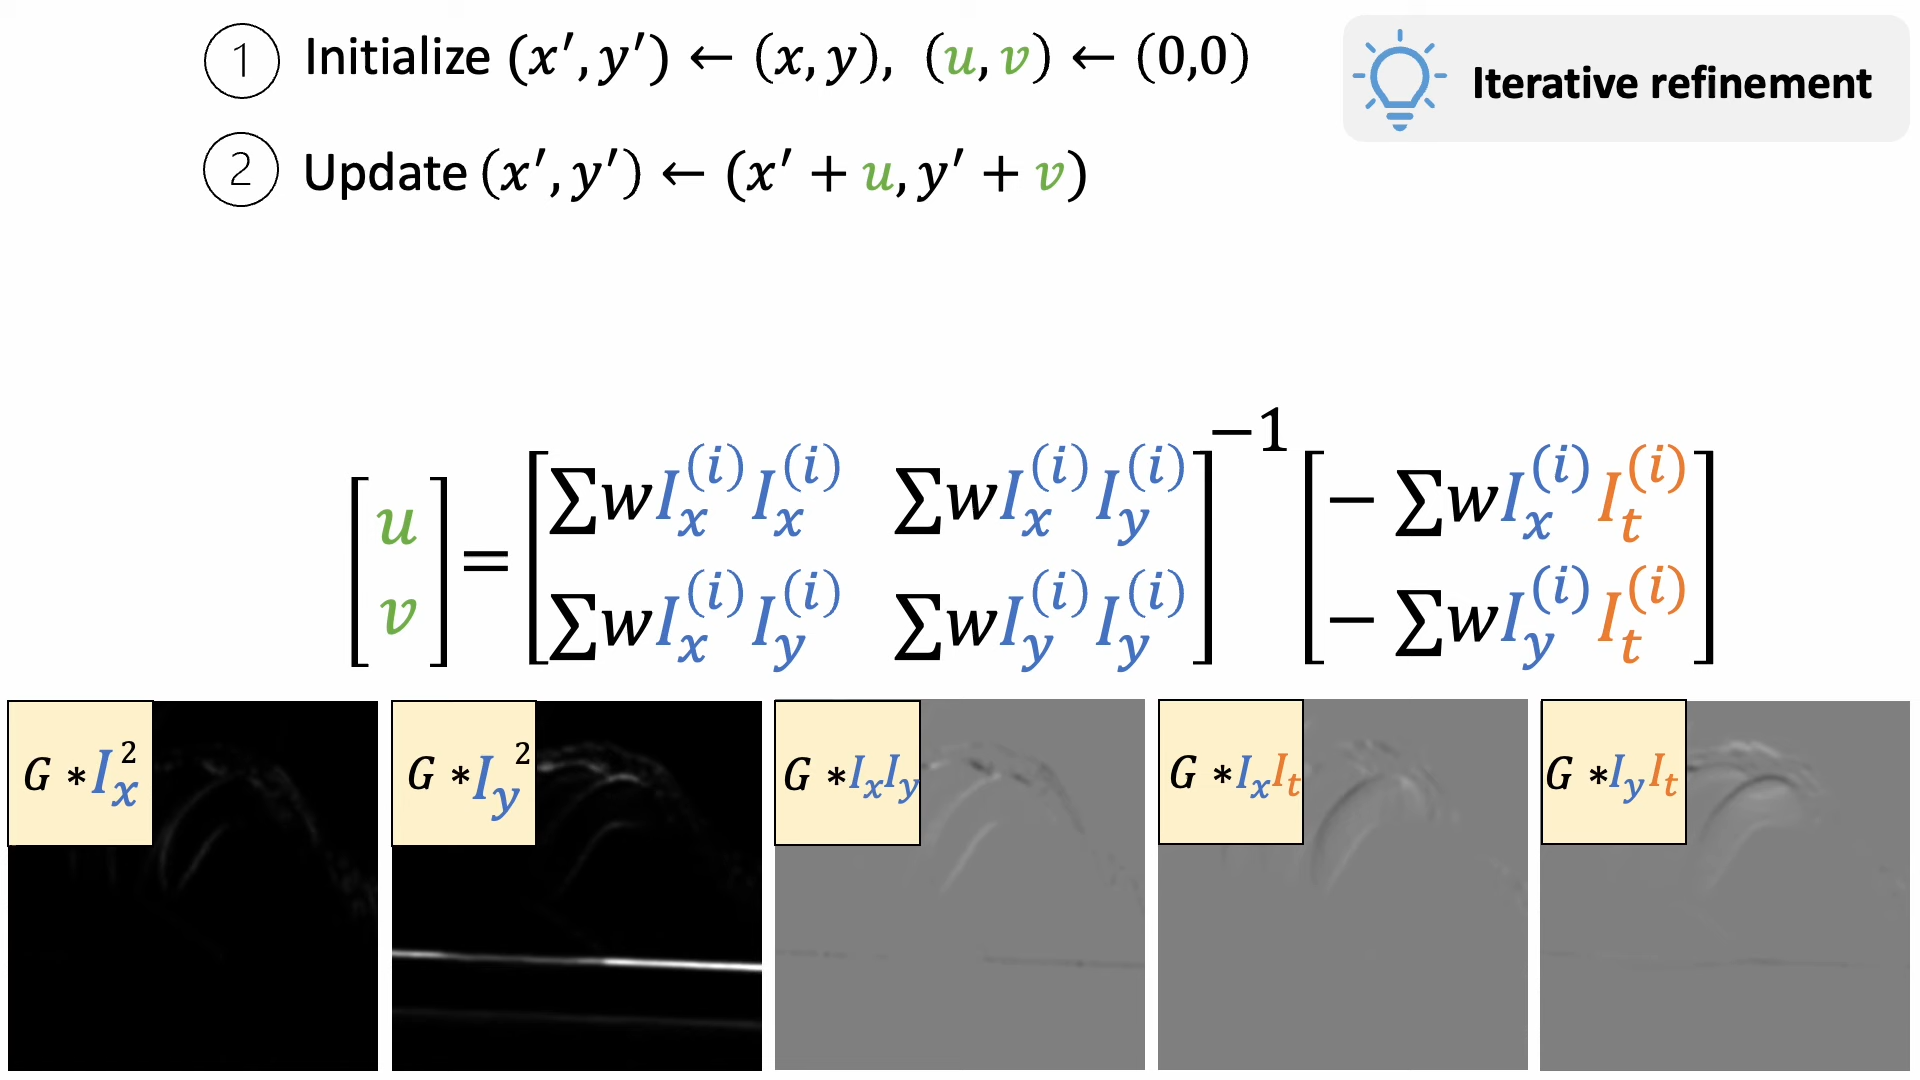 1 Initialize (x′, y′) ← (x, y), (u, v) ← (0,0)
Iterative refinement
2 Update (x′, y′) ← (x′ + u, y′ + v)
[u v] = [∑wI_x^(i) I_x^(i) ∑wI_x^(i) I_y^(i) ; ∑wI_x^(i) I_y^(i) ∑wI_y^(i) I_y^(i)]^−1 [− ∑wI_x^(i) I_t^(i) ; − ∑wI_y^(i) I_t^(i)]
G * I_x^2
G * I_y^2
G * I_x I_y
G * I_x I_t
G * I_y I_t